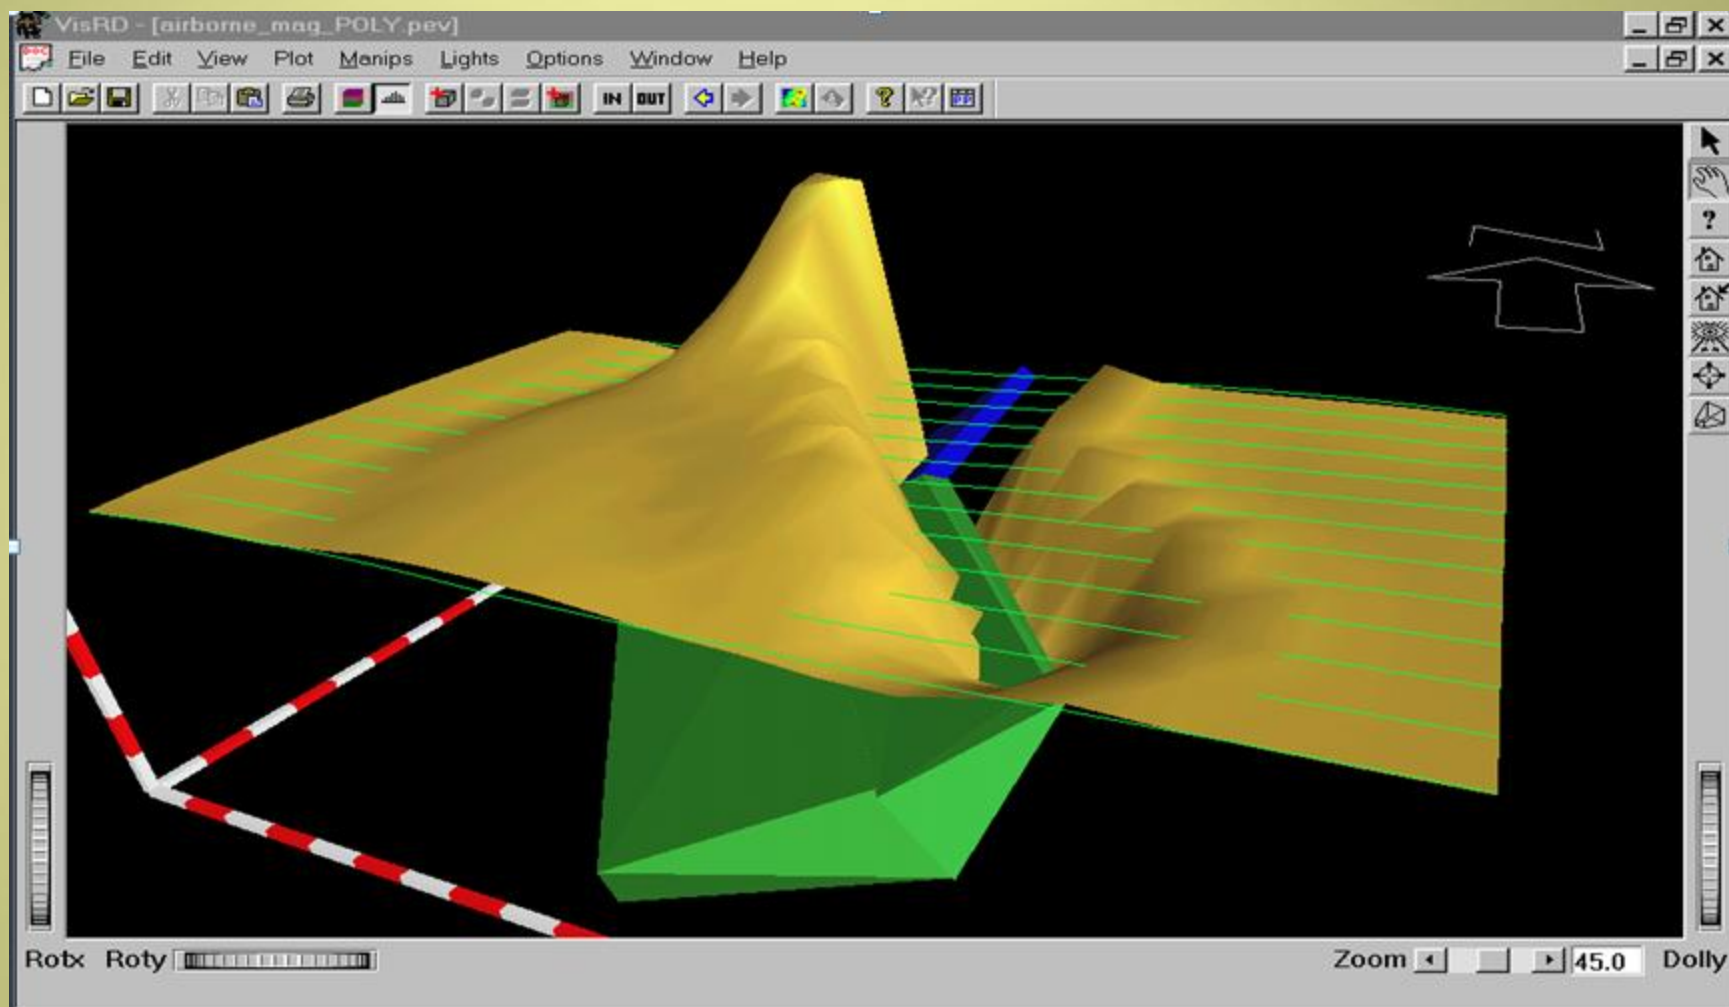 VisRD - [airborne_mag_POLY.pev]
File Edit View Plot Manips Lights Options Window Help
IN OUT
Rotx Roty Zoom 45.0 Dolly